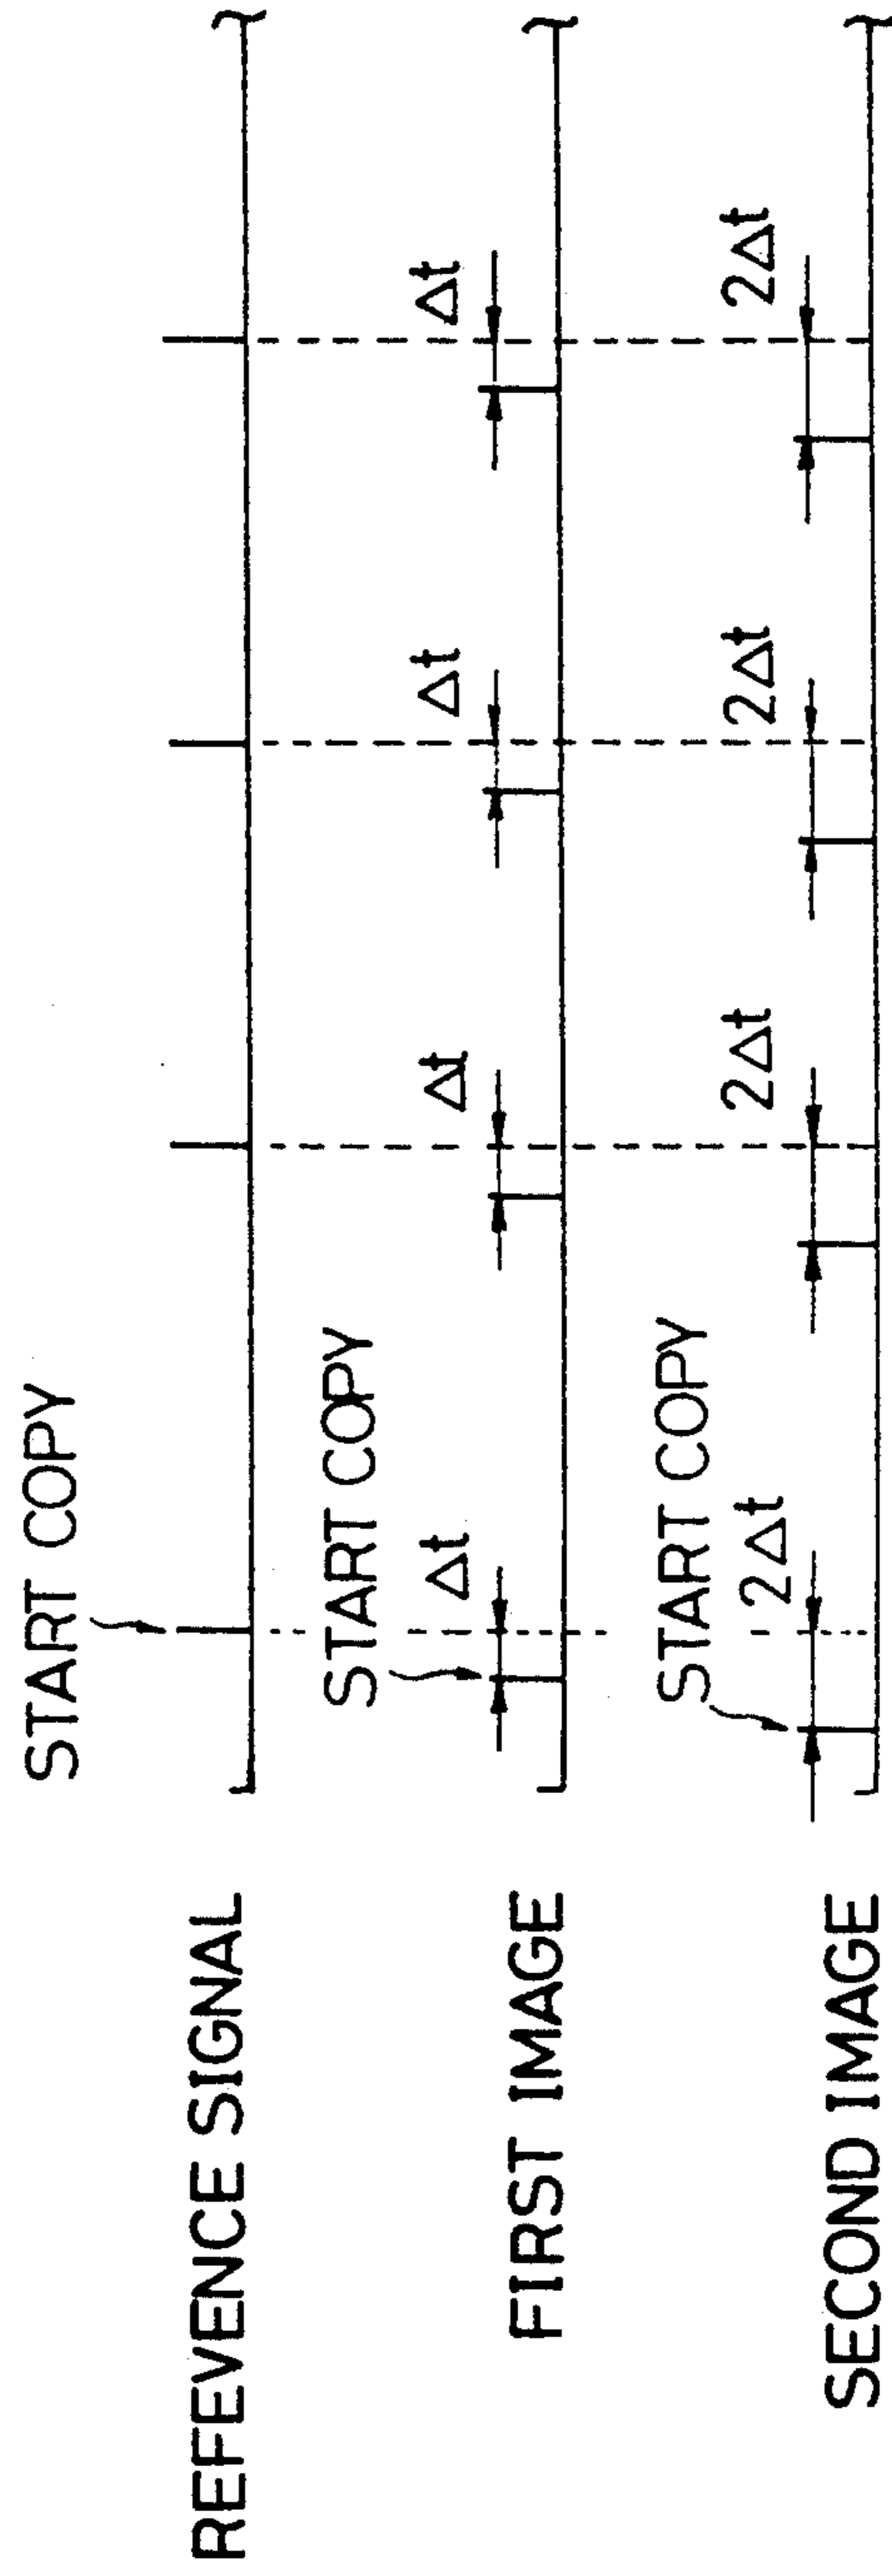 START COPY
REFEVENCE SIGNAL
START COPY
Δt
Δt
Δt
Δt
FIRST IMAGE
START COPY
2Δt
2Δt
2Δt
2Δt
SECOND IMAGE